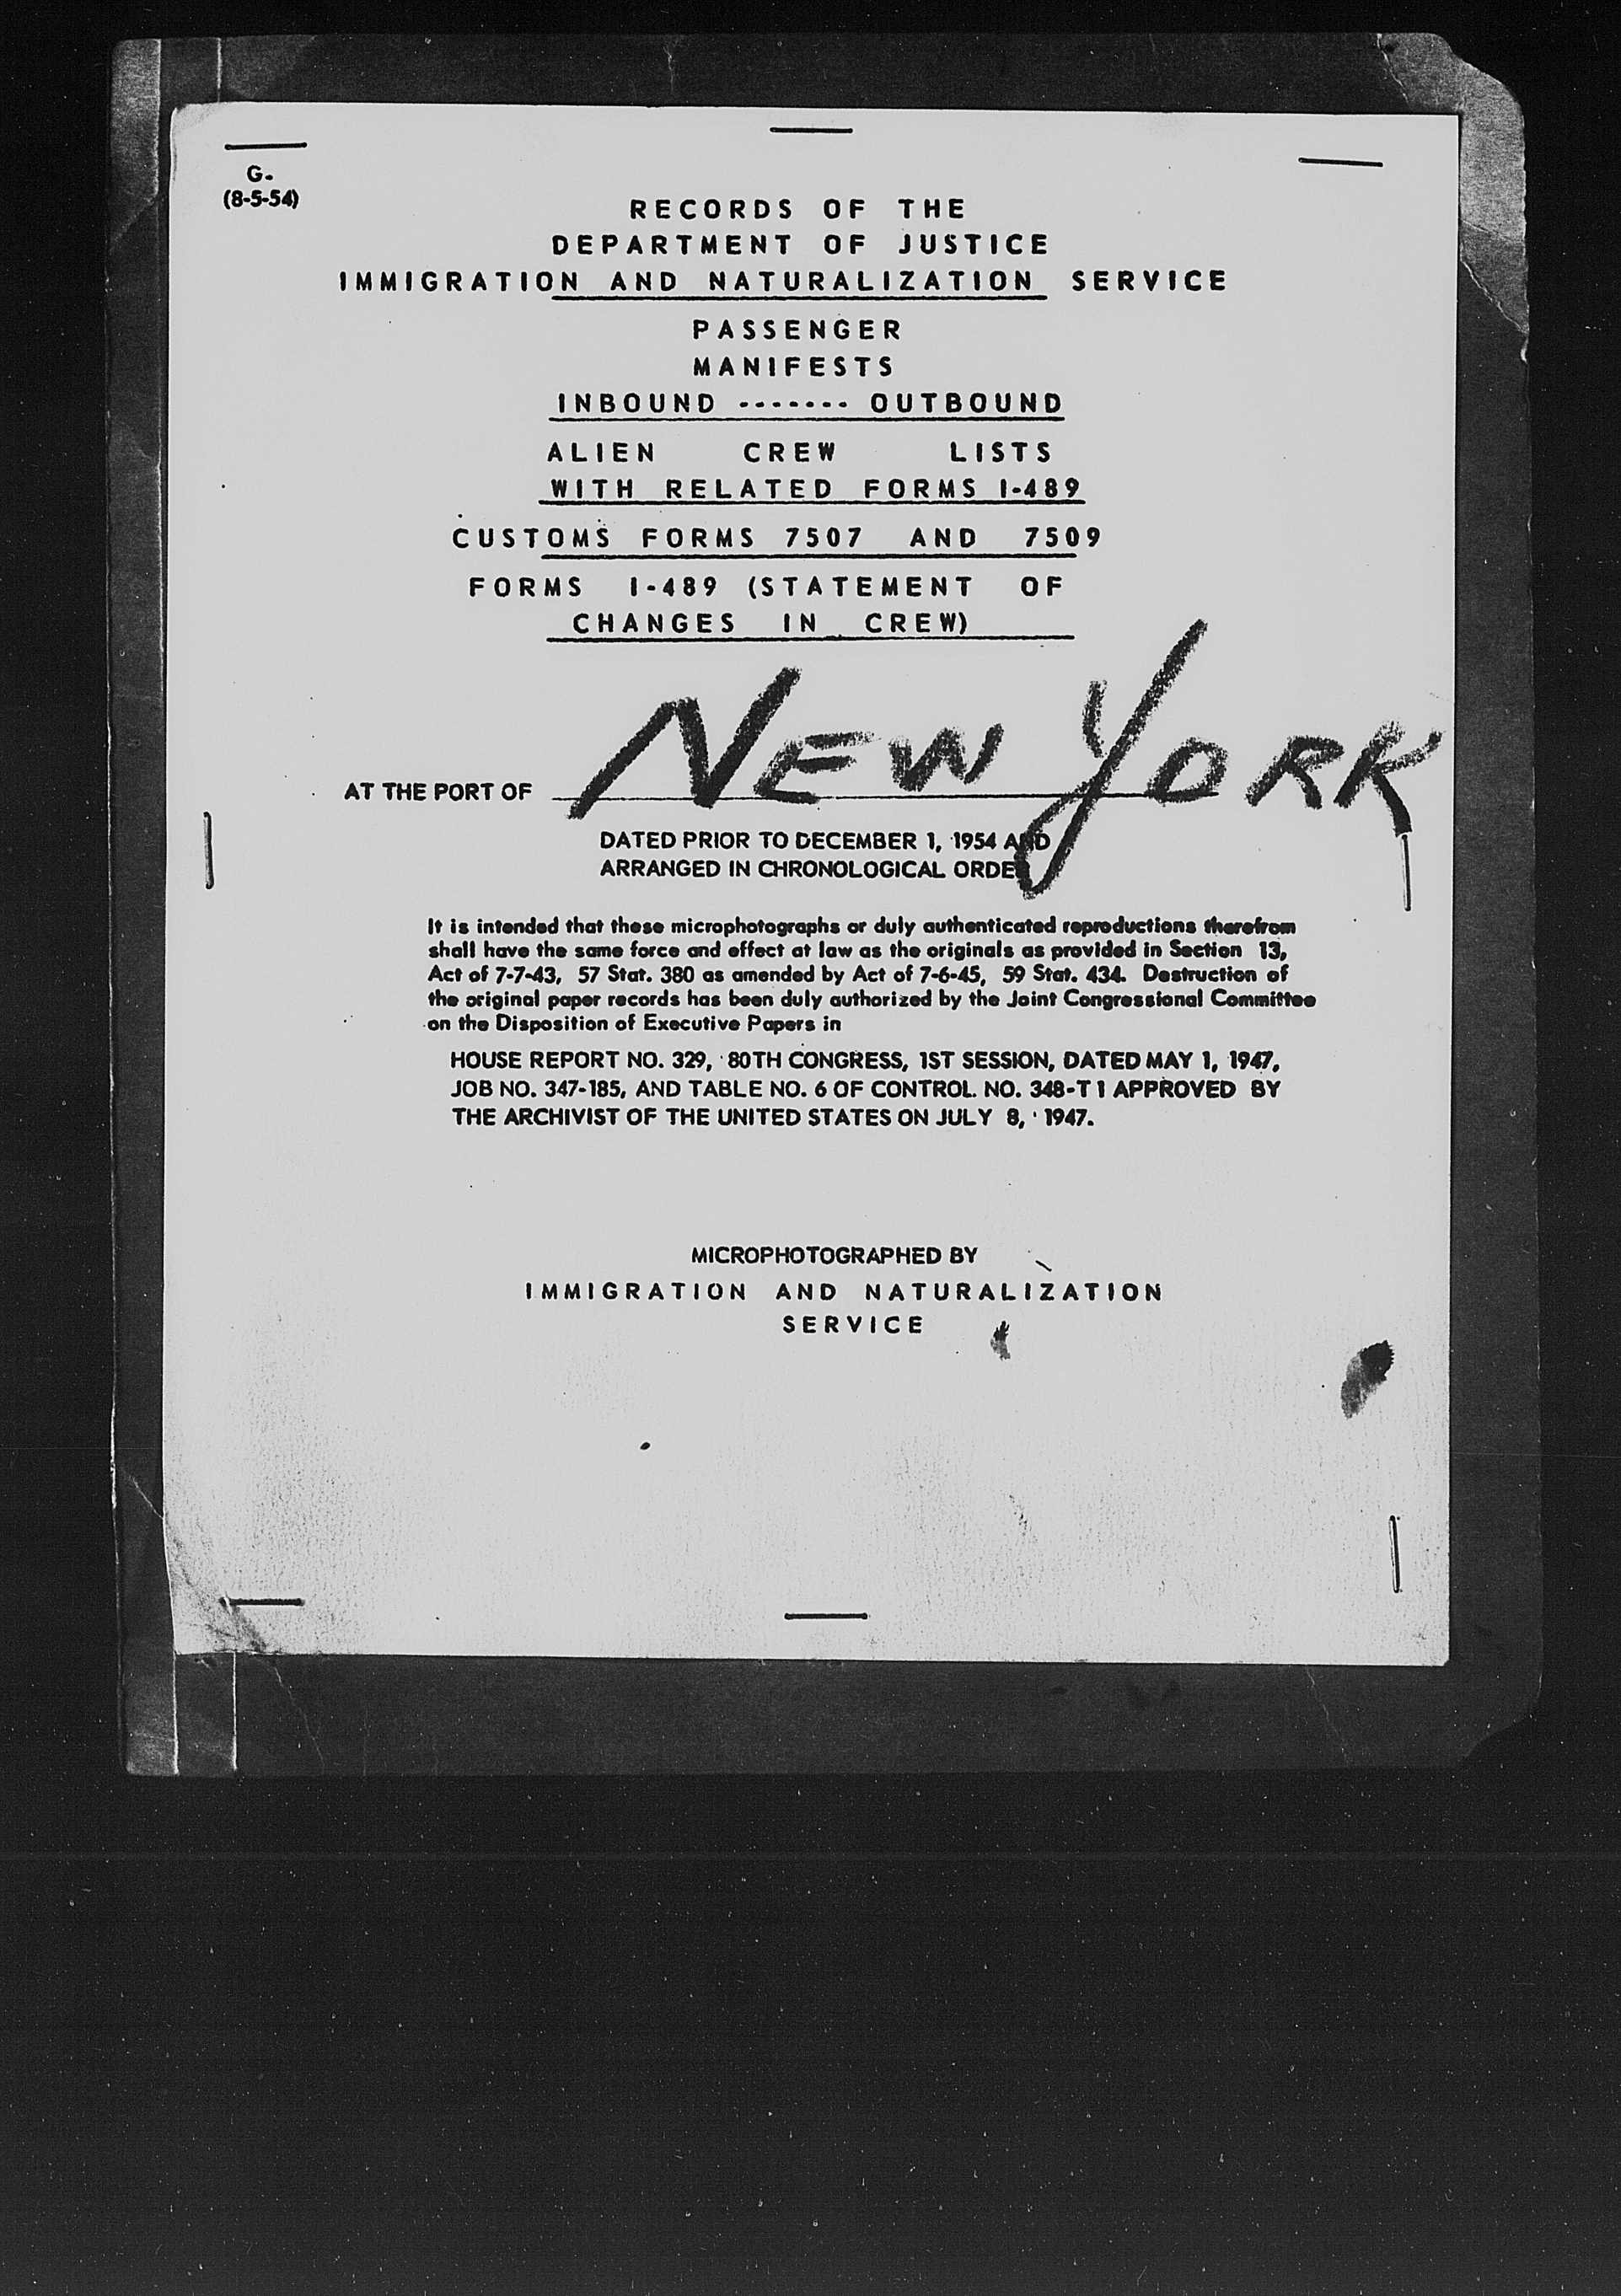 G.
(8-5-54)
RECORDS OF THE
DEPARTMENT OF JUSTICE
IMMIGRATION AND NATURALIZATION SERVICE
PASSENGER
MANIFESTS
INBOUND ------- OUTBOUND
ALIEN CREW LISTS
WITH RELATED FORMS I-489
CUSTOMS FORMS 7507 AND 7509
FORMS I-489 (STATEMENT OF
CHANGES IN CREW)
AT THE PORT OF NEW YORK
DATED PRIOR TO DECEMBER 1, 1954 AND
ARRANGED IN CHRONOLOGICAL ORDER
It is intended that these microphotographs or duly authenticated reproductions therefrom
shall have the same force and effect at law as the originals as provided in Section 13,
Act of 7-7-43, 57 Stat. 380 as amended by Act of 7-6-45, 59 Stat. 434. Destruction of
the original paper records has been duly authorized by the Joint Congressional Committee
on the Disposition of Executive Papers in
HOUSE REPORT NO. 329, 80TH CONGRESS, 1ST SESSION, DATED MAY 1, 1947,
JOB NO. 347-185, AND TABLE NO. 6 OF CONTROL NO. 348-T1 APPROVED BY
THE ARCHIVIST OF THE UNITED STATES ON JULY 8, 1947.
MICROPHOTOGRAPHED BY
IMMIGRATION AND NATURALIZATION
SERVICE